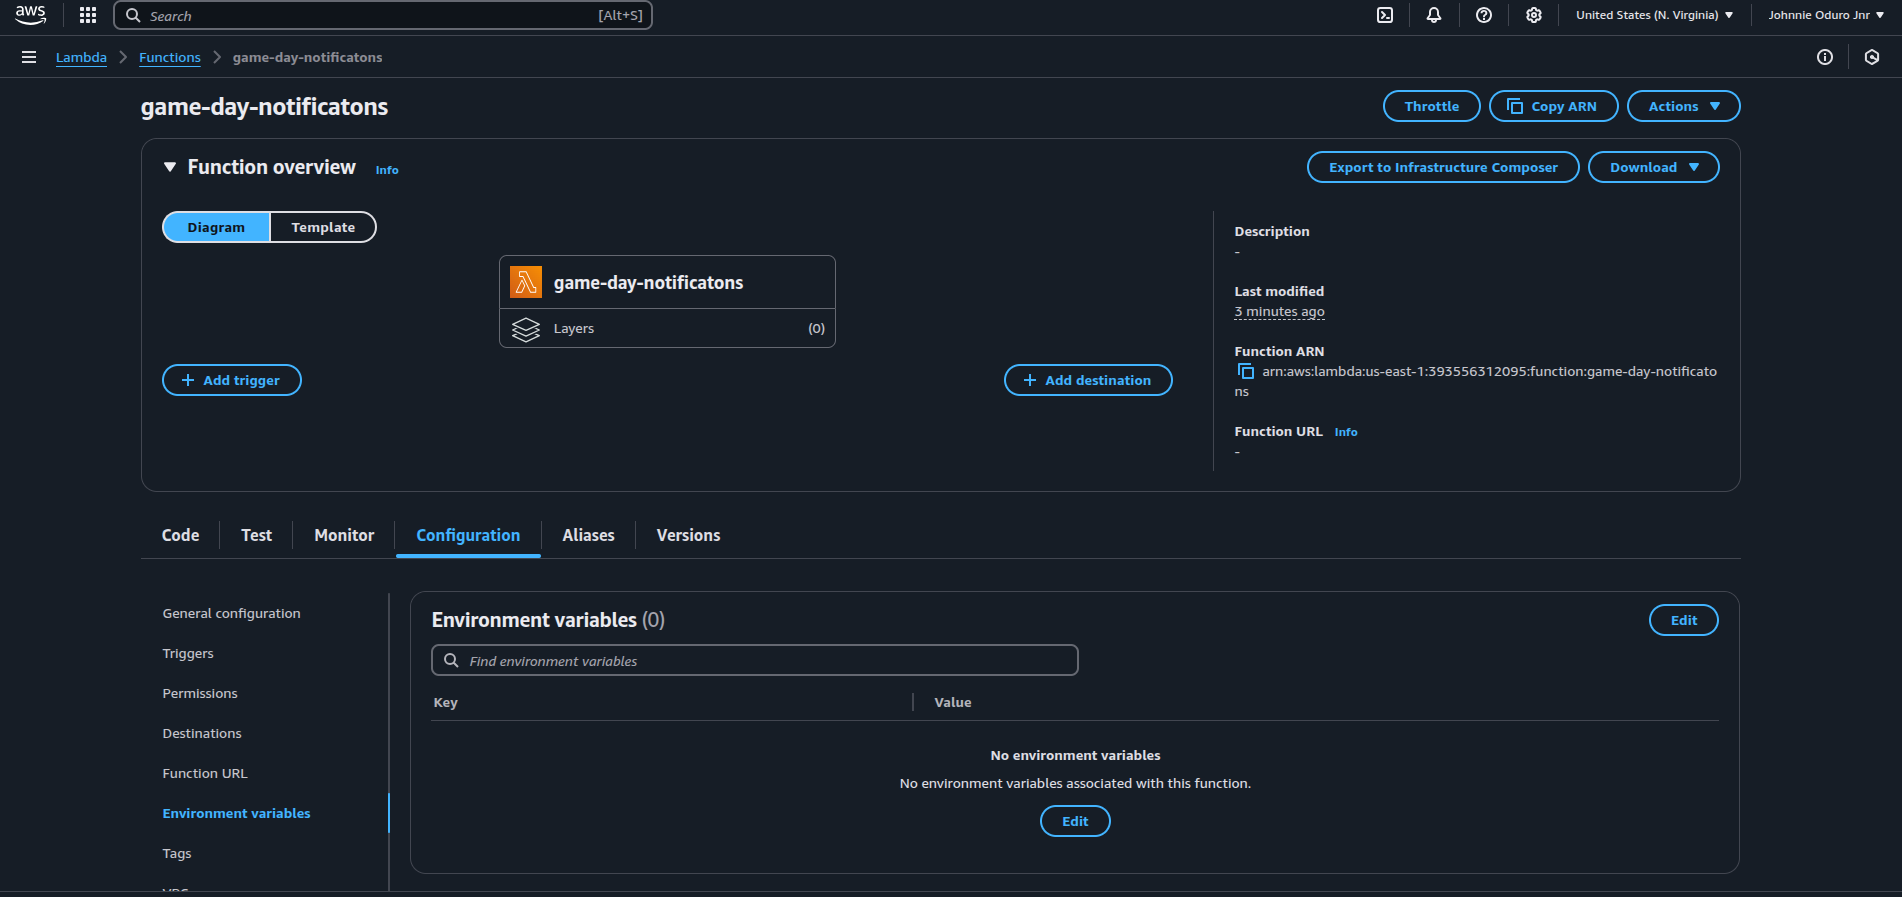 aws
Search [Alt+S] United States (N. Virginia) Johnnie Oduro Jnr
Lambda Functions game-day-notificatons
game-day-notificatons Throttle Copy ARN Actions
Function overview Info Export to Infrastructure Composer Download
Diagram Template
game-day-notificatons
Layers (0)
Add trigger
Add destination
Description
-
Last modified
3 minutes ago
Function ARN
arn:aws:lambda:us-east-1:393556312095:function:game-day-notificato
ns
Function URL Info
-
Code Test Monitor Configuration Aliases Versions
General configuration
Triggers
Permissions
Destinations
Function URL
Environment variables
Tags
Environment variables (0) Edit
Find environment variables
Key Value
No environment variables
No environment variables associated with this function.
Edit